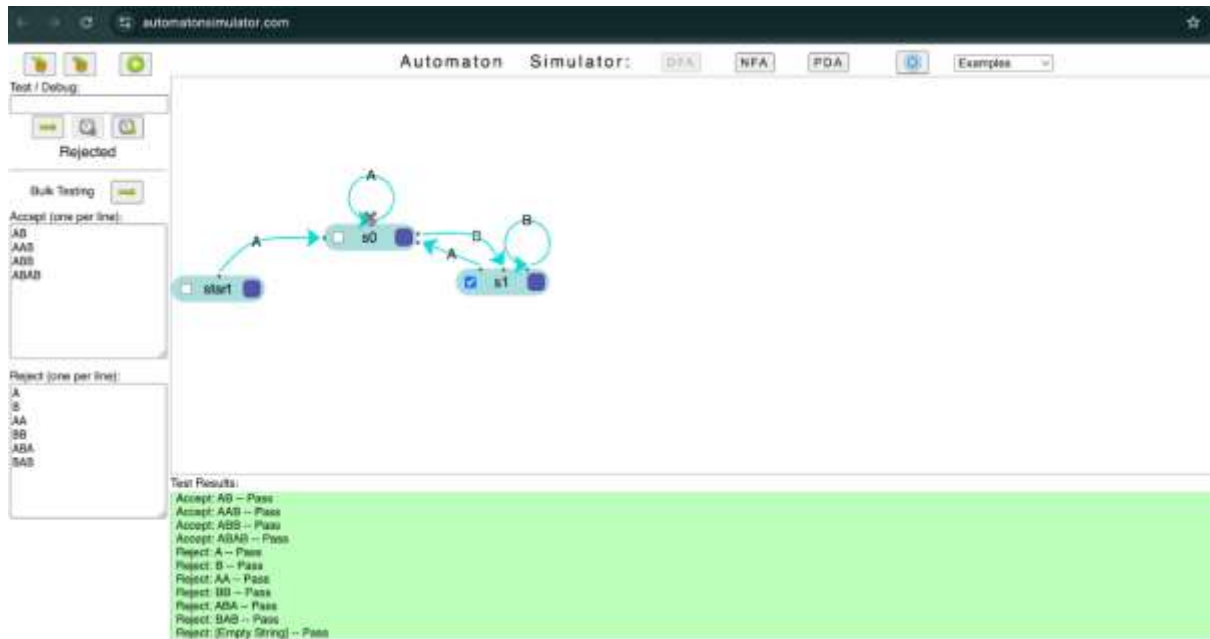 automatonsimulator.com
Automaton Simulator: DFA NFA PDA Examples
Test / Debug:
Rejected
Bulk Testing
Accept (one per line):
AB
AAB
ABB
ABAB
Reject (one per line):
A
B
AA
BB
ABA
BAB
A
A
s0
B
A
B
start
s1
Test Results:
Accept: AB -- Pass
Accept: AAB -- Pass
Accept: ABB -- Pass
Accept: ABAB -- Pass
Reject: A -- Pass
Reject: B -- Pass
Reject: AA -- Pass
Reject: BB -- Pass
Reject: ABA -- Pass
Reject: BAB -- Pass
Reject: [Empty String] -- Pass